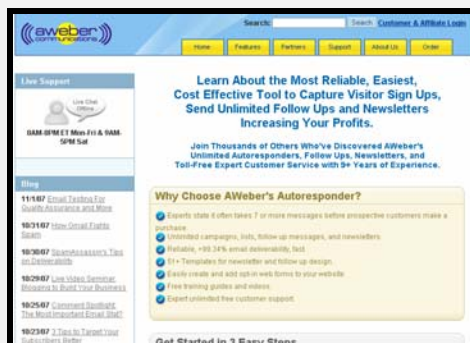 aweber
communications
Search:
Search
Customer & Affiliate Login
Home
Features
Partners
Support
About Us
Order
Live Support
Live Chat
Offline
8AM-8PM ET Mon-Fri & 9AM-
5PM Sat
Blog
11/1/07 Email Testing For
Quality Assurance and More
10/31/07 How Gmail Fights
Spam
10/30/07 SpamAssassin's Tips
on Deliverability
10/29/07 Live Video Seminar:
Blogging to Build Your Business
10/25/07 Comment Spotlight:
The Most Important Email Stat?
10/23/07 3 Tips to Target Your
Subscribers Better
Learn About the Most Reliable, Easiest,
Cost Effective Tool to Capture Visitor Sign Ups,
Send Unlimited Follow Ups and Newsletters
Increasing Your Profits.
Join Thousands of Others Who've Discovered AWeber's
Unlimited Autoresponders, Follow Ups, Newsletters, and
Toll-Free Expert Customer Service with 9+ Years of Experience.
Why Choose AWeber's Autoresponder?
Experts state it often takes 7 or more messages before prospective customers make a
purchase
Unlimited campaigns, lists, follow up messages, and newsletters.
Reliable, +99.34% email deliverability, fast.
51+ Templates for newsletter and follow up design.
Easily create and add opt-in web forms to your website.
Free training guides and videos.
Expert unlimited free customer support.
Get Started in 3 Easy Steps